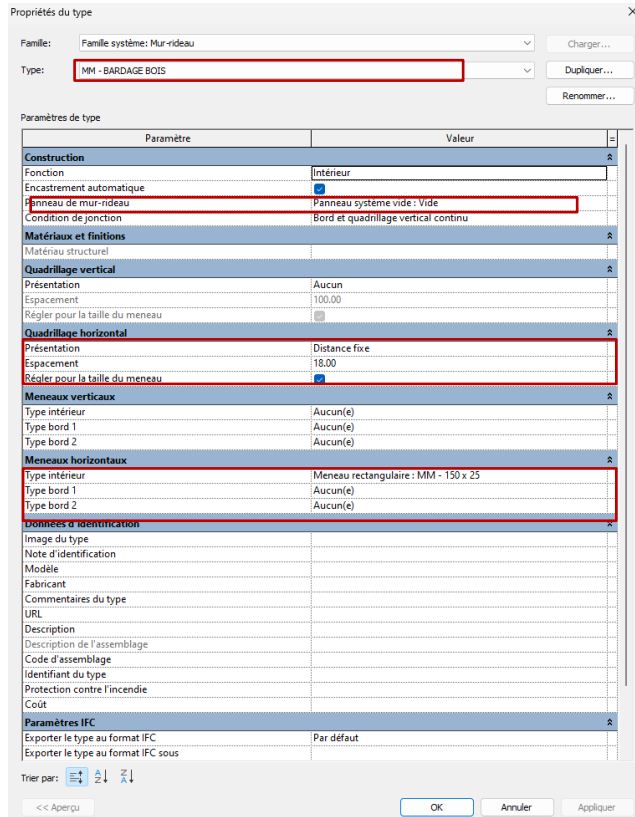 Propriétés du type
Famille: Famille système: Mur-rideau Charger...
Type: MM - BARDAGE BOIS Dupliquer...
Renommer...
Paramètres de type
Paramètre Valeur =
Construction
Fonction Intérieur
Encastrement automatique
Panneau de mur-rideau Panneau système vide : Vide
Condition de jonction Bord et quadrillage vertical continu
Matériaux et finitions
Matériau structurel
Quadrillage vertical
Présentation Aucun
Espacement 100.00
Régler pour la taille du meneau
Quadrillage horizontal
Présentation Distance fixe
Espacement 18.00
Régler pour la taille du meneau
Meneaux verticaux
Type intérieur Aucun(e)
Type bord 1 Aucun(e)
Type bord 2 Aucun(e)
Meneaux horizontaux
Type intérieur Meneau rectangulaire : MM - 150 x 25
Type bord 1 Aucun(e)
Type bord 2 Aucun(e)
Données d'identification
Image du type
Note d'identification
Modèle
Fabricant
Commentaires du type
URL
Description
Description de l'assemblage
Code d'assemblage
Identifiant du type
Protection contre l'incendie
Coût
Paramètres IFC
Exporter le type au format IFC Par défaut
Exporter le type au format IFC sous
Trier par:
<< Aperçu OK Annuler Appliquer